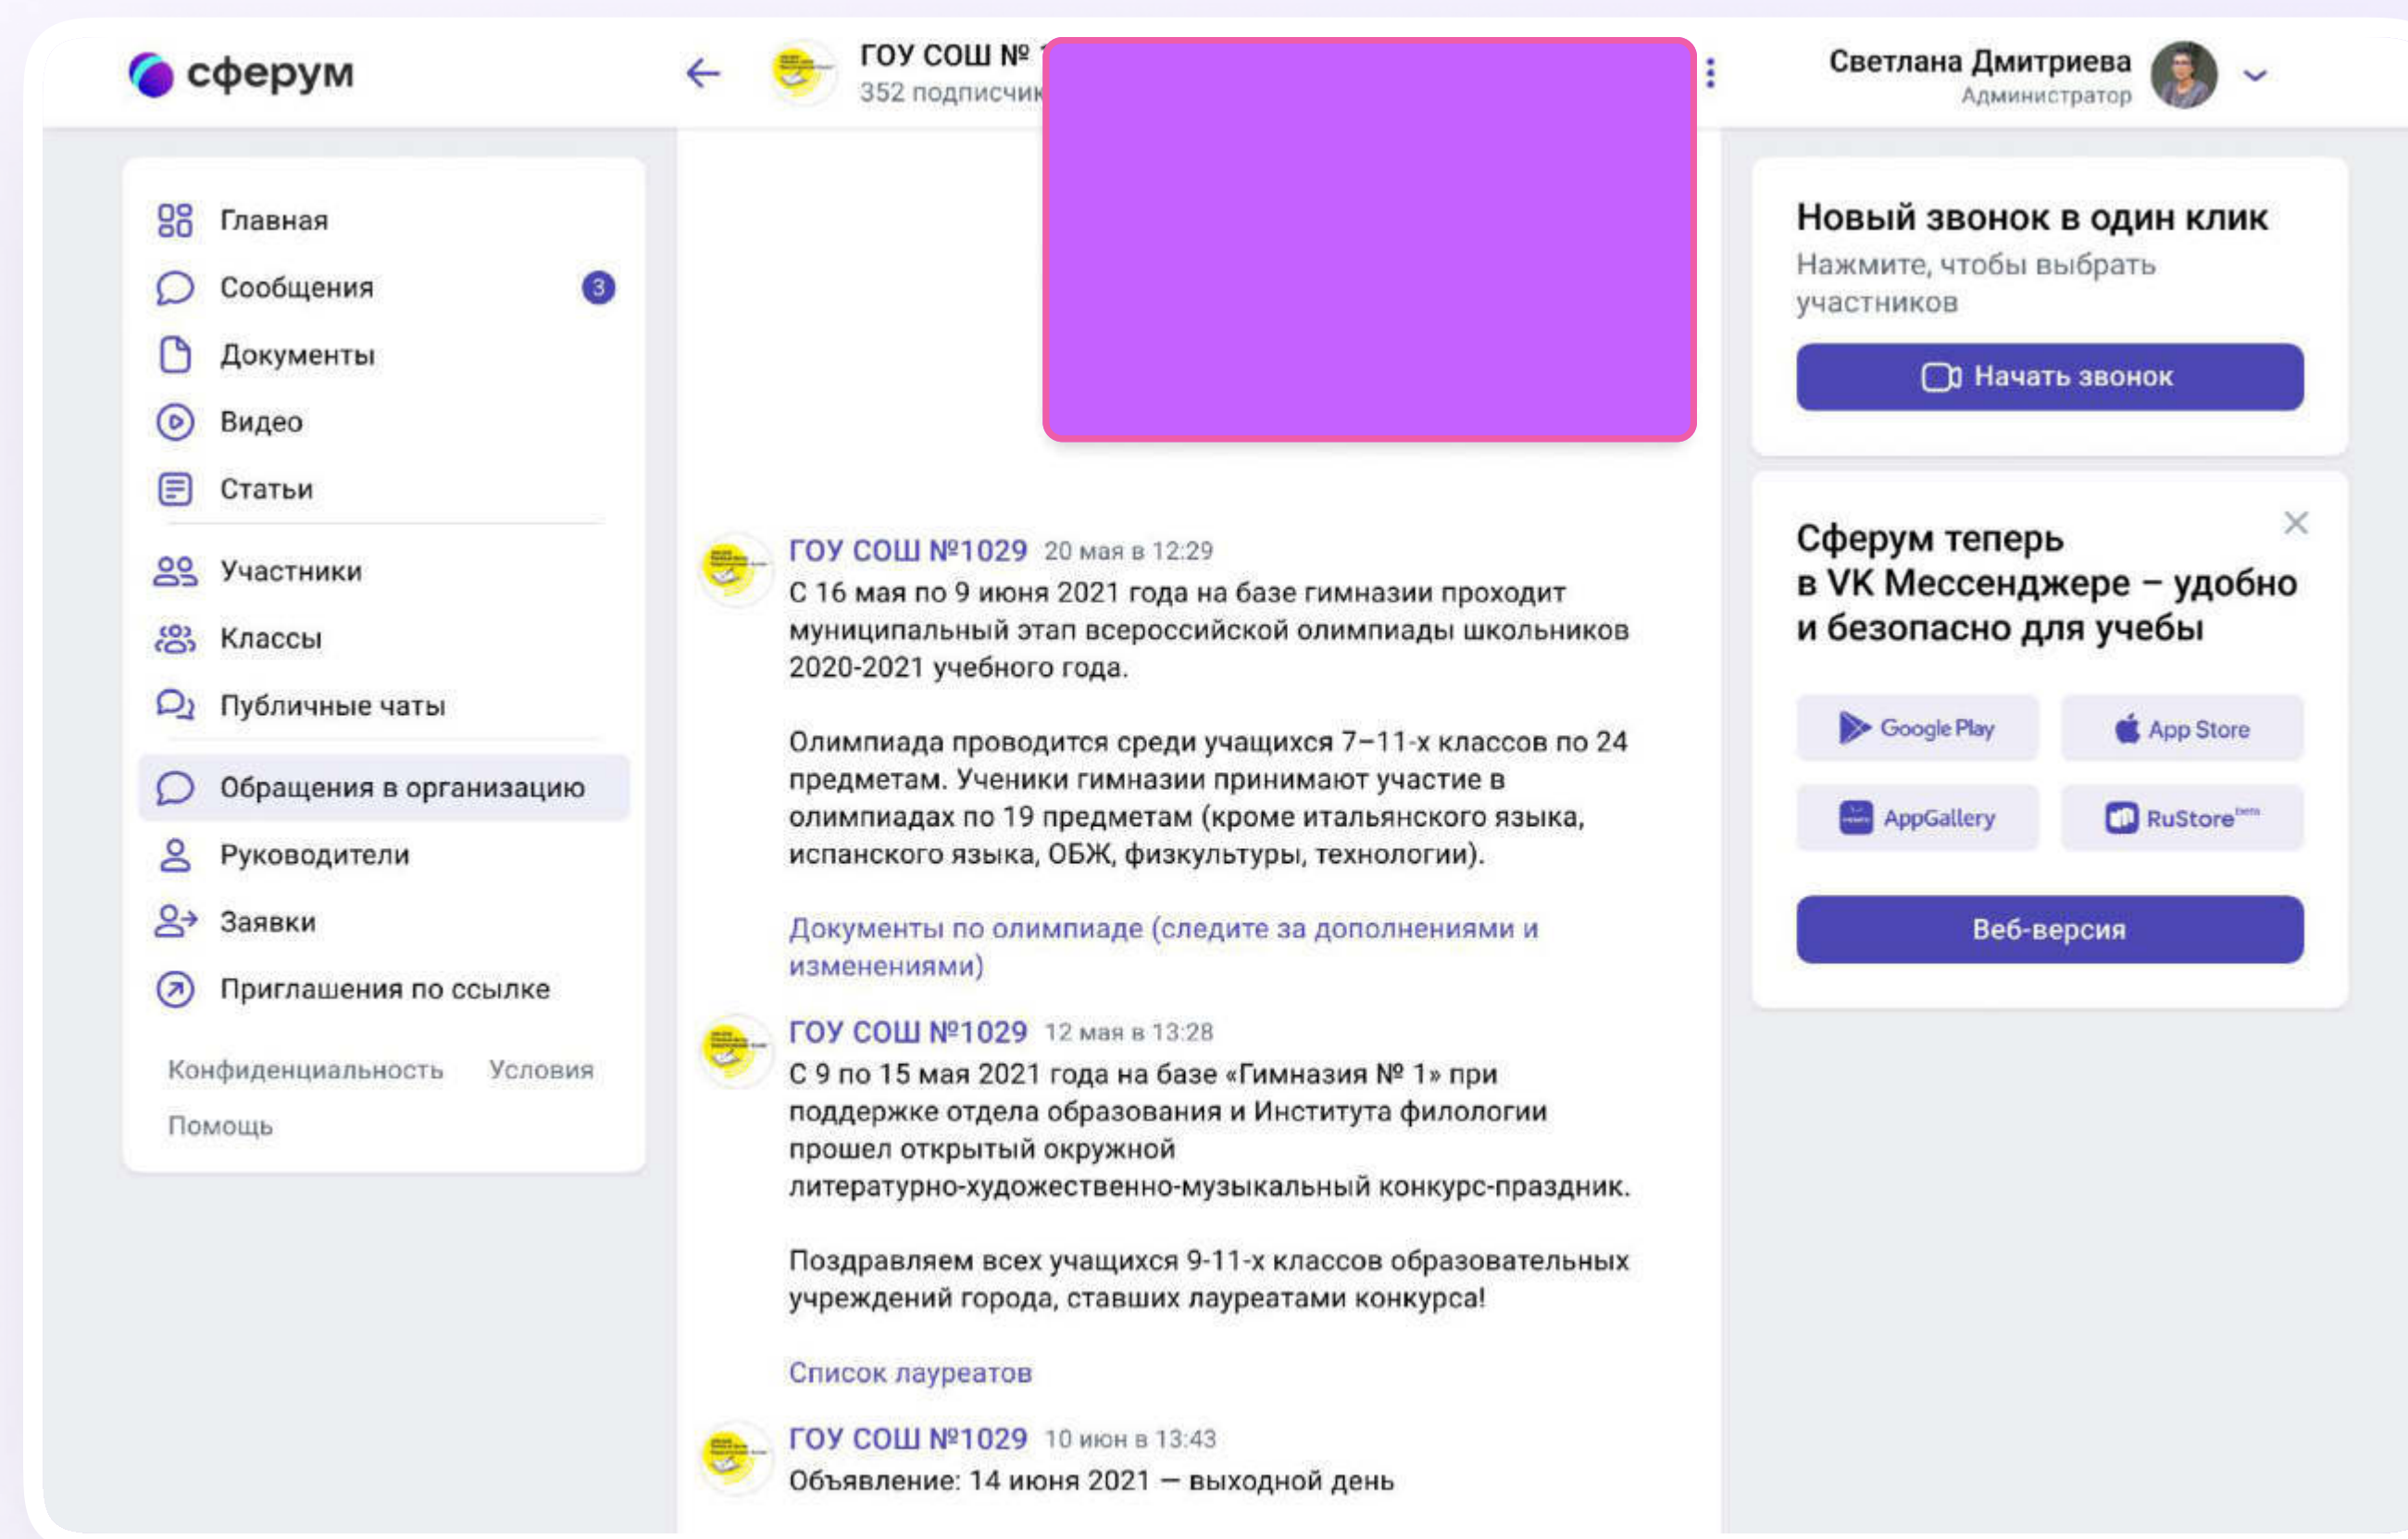 сферум
ГОУ СОШ №
352 подписчик
Светлана Дмитриева
Администратор
Главная
Сообщения 3
Документы
Видео
Статьи
Участники
Классы
Публичные чаты
Обращения в организацию
Руководители
Заявки
Приглашения по ссылке
Конфиденциальность Условия
Помощь
ГОУ СОШ №1029 20 мая в 12:29
С 16 мая по 9 июня 2021 года на базе гимназии проходит
муниципальный этап всероссийской олимпиады школьников
2020-2021 учебного года.
Олимпиада проводится среди учащихся 7–11-х классов по 24
предметам. Ученики гимназии принимают участие в
олимпиадах по 19 предметам (кроме итальянского языка,
испанского языка, ОБЖ, физкультуры, технологии).
Документы по олимпиаде (следите за дополнениями и
изменениями)
ГОУ СОШ №1029 12 мая в 13:28
С 9 по 15 мая 2021 года на базе «Гимназия № 1» при
поддержке отдела образования и Института филологии
прошел открытый окружной
литературно-художественно-музыкальный конкурс-праздник.
Поздравляем всех учащихся 9-11-х классов образовательных
учреждений города, ставших лауреатами конкурса!
Список лауреатов
ГОУ СОШ №1029 10 июн в 13:43
Объявление: 14 июня 2021 — выходной день
Новый звонок в один клик
Нажмите, чтобы выбрать
участников
Начать звонок
Сферум теперь
в VK Мессенджере – удобно
и безопасно для учебы
Google Play
App Store
AppGallery
RuStore
Веб-версия